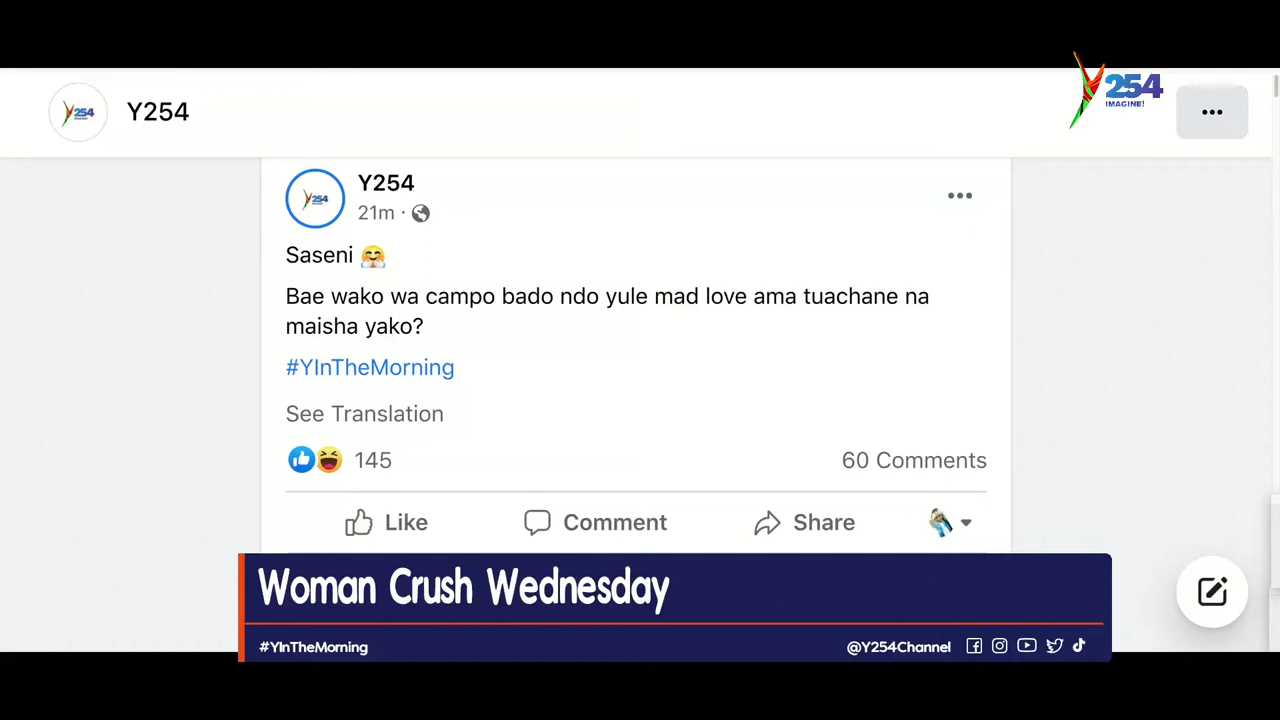 Y254
254
IMAGINE!
Y254
21m ·
Saseni 🤗
Bae wako wa campo bado ndo yule mad love ama tuachane na
maisha yako?
#YInTheMorning
See Translation
145
60 Comments
Like
Comment
Share
Woman Crush Wednesday
#YInTheMorning
@Y254Channel